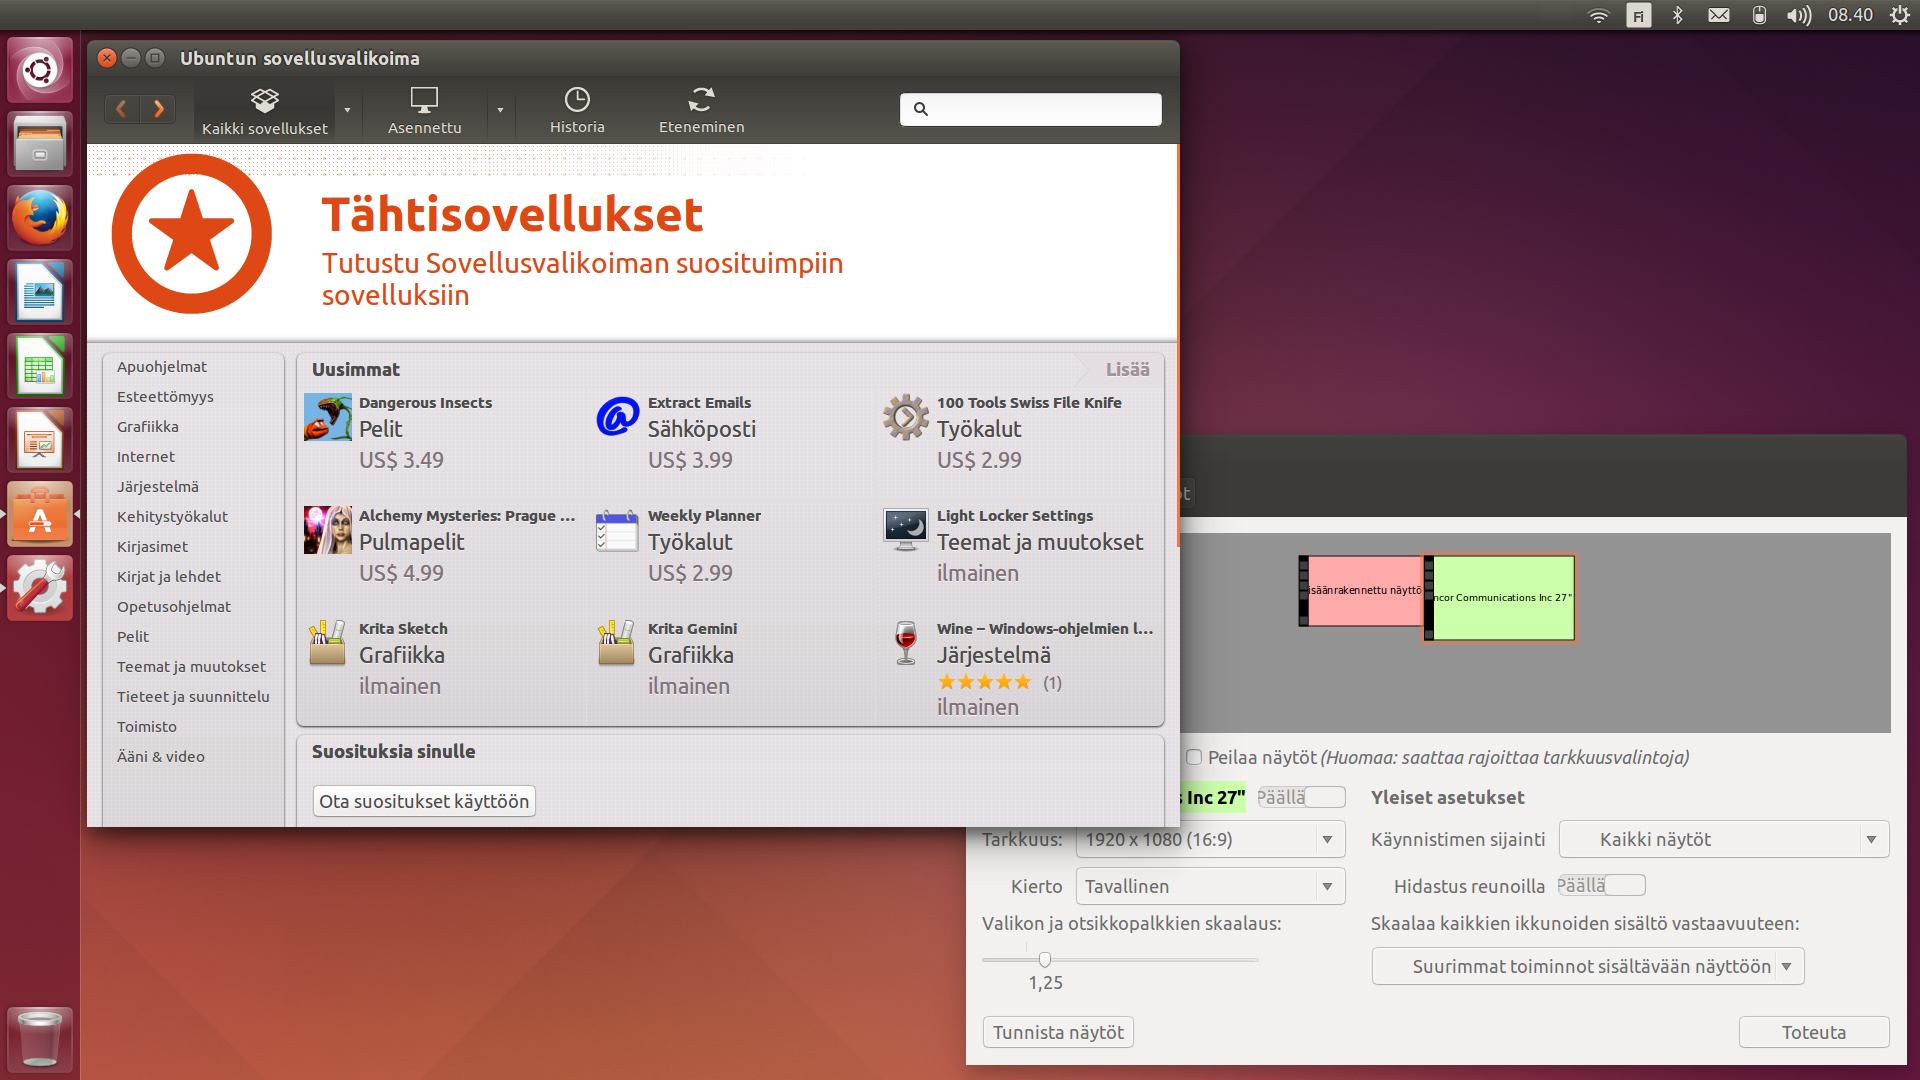 Fi
08.40
Ubuntun sovellusvalikoima
Kaikki sovellukset
Asennettu
Historia
Eteneminen
Tähtisovellukset
Tutustu Sovellusvalikoiman suosituimpiin
sovelluksiin
Apuohjelmat
Esteettömyys
Grafiikka
Internet
Järjestelmä
Kehitystyökalut
Kirjasimet
Kirjat ja lehdet
Opetusohjelmat
Pelit
Teemat ja muutokset
Tieteet ja suunnittelu
Toimisto
Ääni & video
Uusimmat
Lisää
Dangerous Insects
Pelit
US$ 3.49
Extract Emails
Sähköposti
US$ 3.99
100 Tools Swiss File Knife
Työkalut
US$ 2.99
Alchemy Mysteries: Prague ...
Pulmapelit
US$ 4.99
Weekly Planner
Työkalut
US$ 2.99
Light Locker Settings
Teemat ja muutokset
ilmainen
Krita Sketch
Grafiikka
ilmainen
Krita Gemini
Grafiikka
ilmainen
Wine – Windows-ohjelmien l...
Järjestelmä
(1)
ilmainen
Suosituksia sinulle
Ota suositukset käyttöön
isäänrakennettu näyttö
ncor Communications Inc 27"
Peilaa näytöt (Huomaa: saattaa rajoittaa tarkkuusvalintoja)
s Inc 27"
Päällä
Yleiset asetukset
Tarkkuus:
1920 x 1080 (16:9)
Käynnistimen sijainti
Kaikki näytöt
Kierto
Tavallinen
Hidastus reunoilla
Päällä
Valikon ja otsikkopalkkien skaalaus:
1,25
Skaalaa kaikkien ikkunoiden sisältö vastaavuuteen:
Suurimmat toiminnot sisältävään näyttöön
Tunnista näytöt
Toteuta